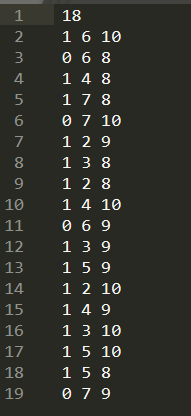 1 18
2 1 6 10
3 0 6 8
4 1 4 8
5 1 7 8
6 0 7 10
7 1 2 9
8 1 3 8
9 1 2 8
10 1 4 10
11 0 6 9
12 1 3 9
13 1 5 9
14 1 2 10
15 1 4 9
16 1 3 10
17 1 5 10
18 1 5 8
19 0 7 9